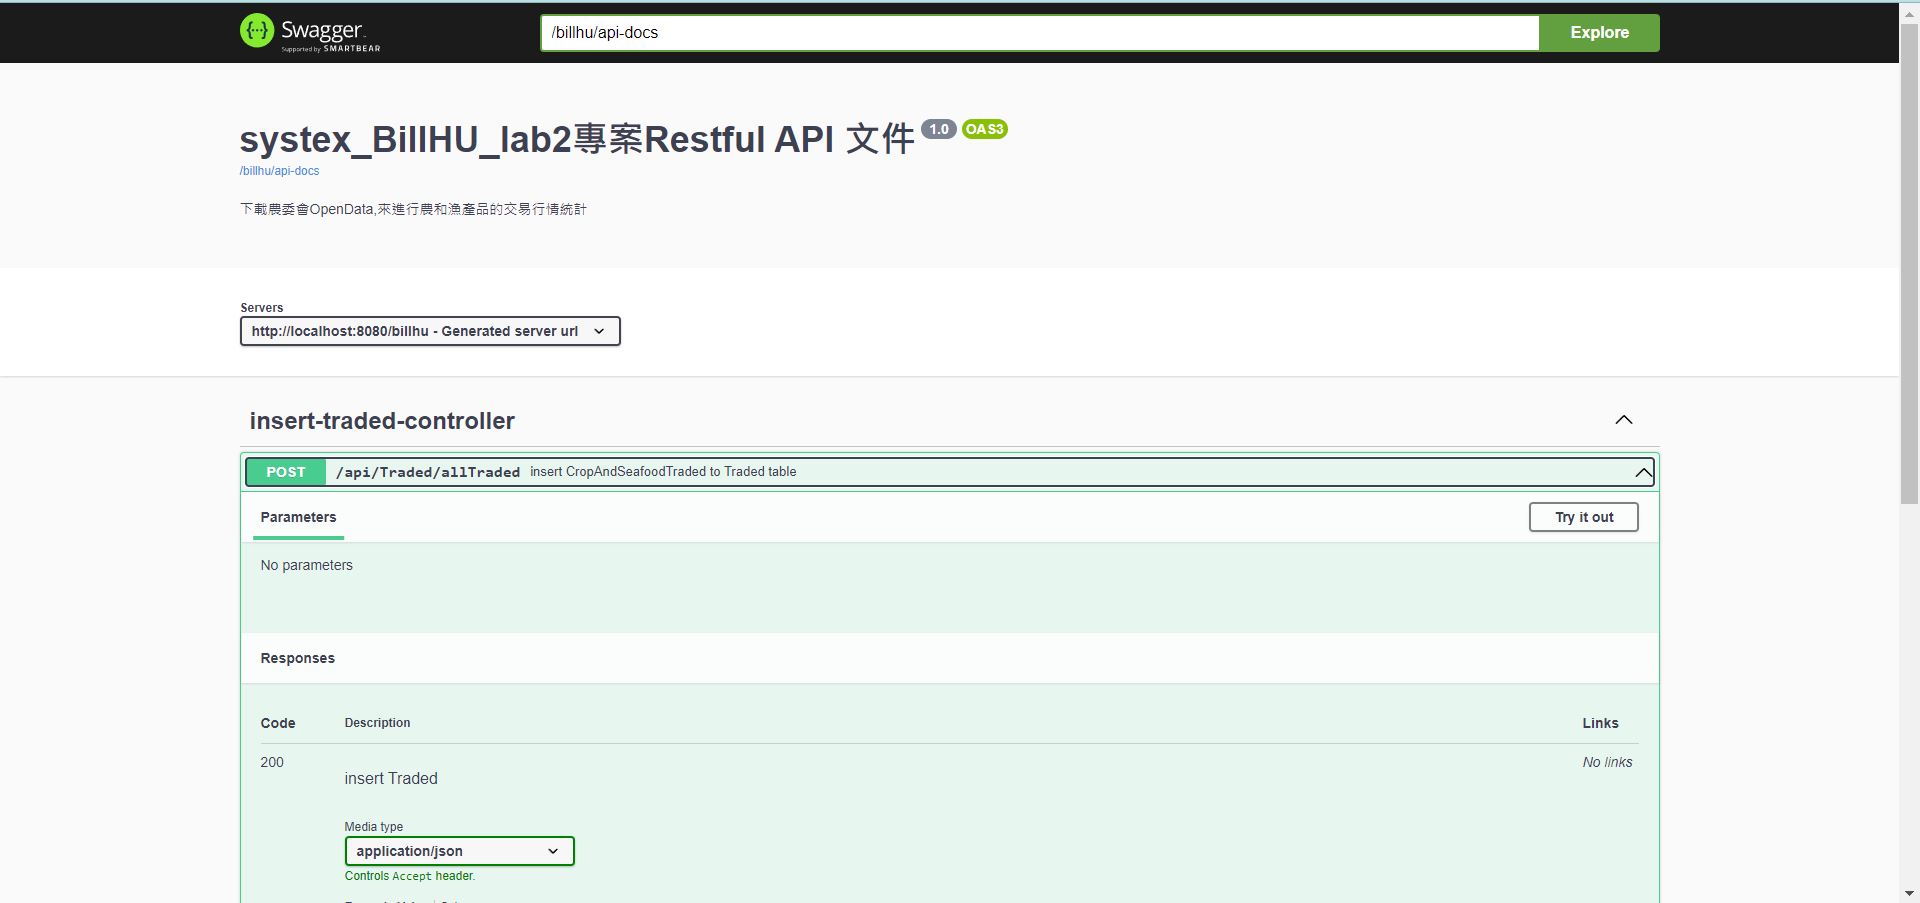 Swagger
Supported by SMARTBEAR
/billhu/api-docs
Explore
systex_BillHU_lab2專案Restful API 文件 1.0 OAS3
/billhu/api-docs
下載農委會OpenData,來進行農和漁產品的交易行情統計
Servers
http://localhost:8080/billhu - Generated server url
insert-traded-controller
POST /api/Traded/allTraded insert CropAndSeafoodTraded to Traded table
Parameters
Try it out
No parameters
Responses
Code Description Links
200 No links
insert Traded
Media type
application/json
Controls Accept header.